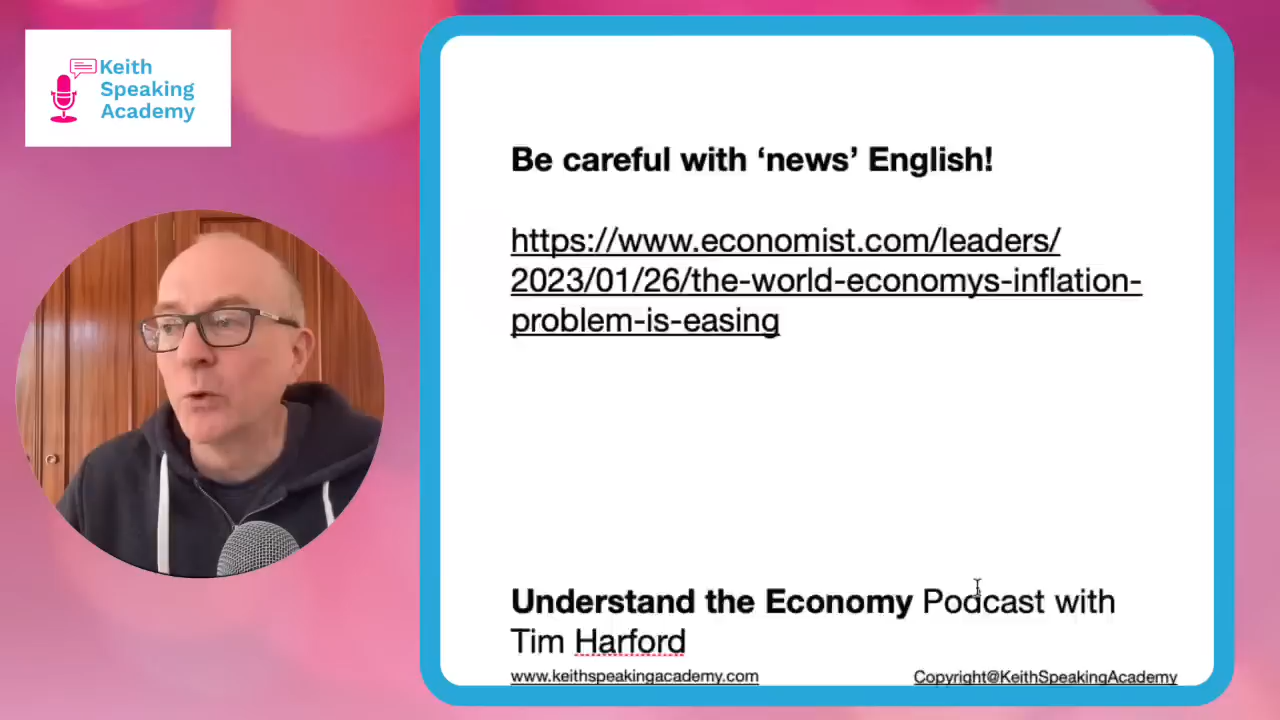 Keith
Speaking
Academy
Be careful with ‘news’ English!
https://www.economist.com/leaders/
2023/01/26/the-world-economys-inflation-
problem-is-easing
Understand the Economy Podcast with
Tim Harford
www.keithspeakingacademy.com
Copyright@KeithSpeakingAcademy